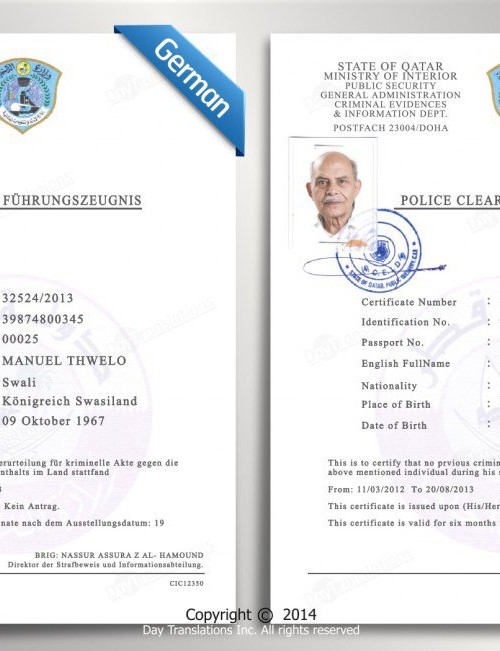 German
FÜHRUNGSZEUGNIS
32524/2013
39874800345
00025
MANUEL THWELO
Swali
Königreich Swasiland
09 Oktober 1967
erurteilung für kriminelle Akte gegen die
nthalts im Land stattfand
3
Kein Antrag.
nate nach dem Ausstellungsdatum: 19
BRIG: NASSUR ASSURA Z AL- HAMOUND
Direktor der Strafbeweis und Informationsabteilung.
CIC12350
STATE OF QATAR
MINISTRY OF INTERIOR
PUBLIC SECURITY
GENERAL ADMINISTRATION
CRIMINAL EVIDENCES
& INFORMATION DEPT.
POSTFACH 23004/DOHA
POLICE CLEAR
Certificate Number :
Identification No. :
Passport No. :
English FullName :
Nationality :
Place of Birth :
Date of Birth :
This is to certify that no prvious crimin
above mentioned individual during his s
From: 11/03/2012 To 20/08/2013
This certificate is issued upon (His/Her
This certificate is valid for six months
Copyright © 2014
Day Translations Inc. All rights reserved